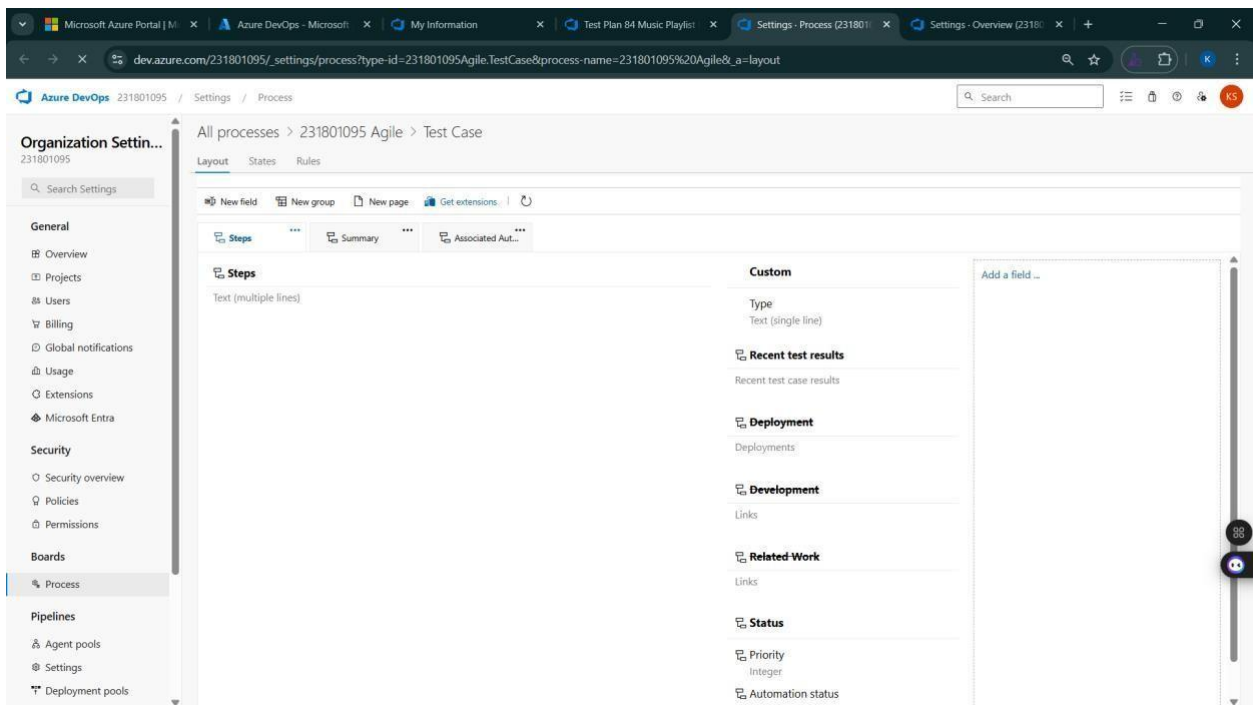 Microsoft Azure Portal | M
Azure DevOps - Microsoft
My Information
Test Plan 84 Music Playlist
Settings - Process (231801
Settings - Overview (23180
dev.azure.com/231801095/_settings/process?type-id=231801095Agile.TestCase&process-name=231801095%20Agile&_a=layout
K
Azure DevOps 231801095 / Settings / Process
Search
KS
Organization Settin...
231801095
Search Settings
General
Overview
Projects
Users
Billing
Global notifications
Usage
Extensions
Microsoft Entra
Security
Security overview
Policies
Permissions
Boards
Process
Pipelines
Agent pools
Settings
Deployment pools
All processes > 231801095 Agile > Test Case
Layout States Rules
New field New group New page Get extensions
Steps ... Summary ... Associated Aut... ...
Steps
Text (multiple lines)
Custom
Type
Text (single line)
Recent test results
Recent test case results
Deployment
Deployments
Development
Links
Related Work
Links
Status
Priority
Integer
Automation status
Add a field ...